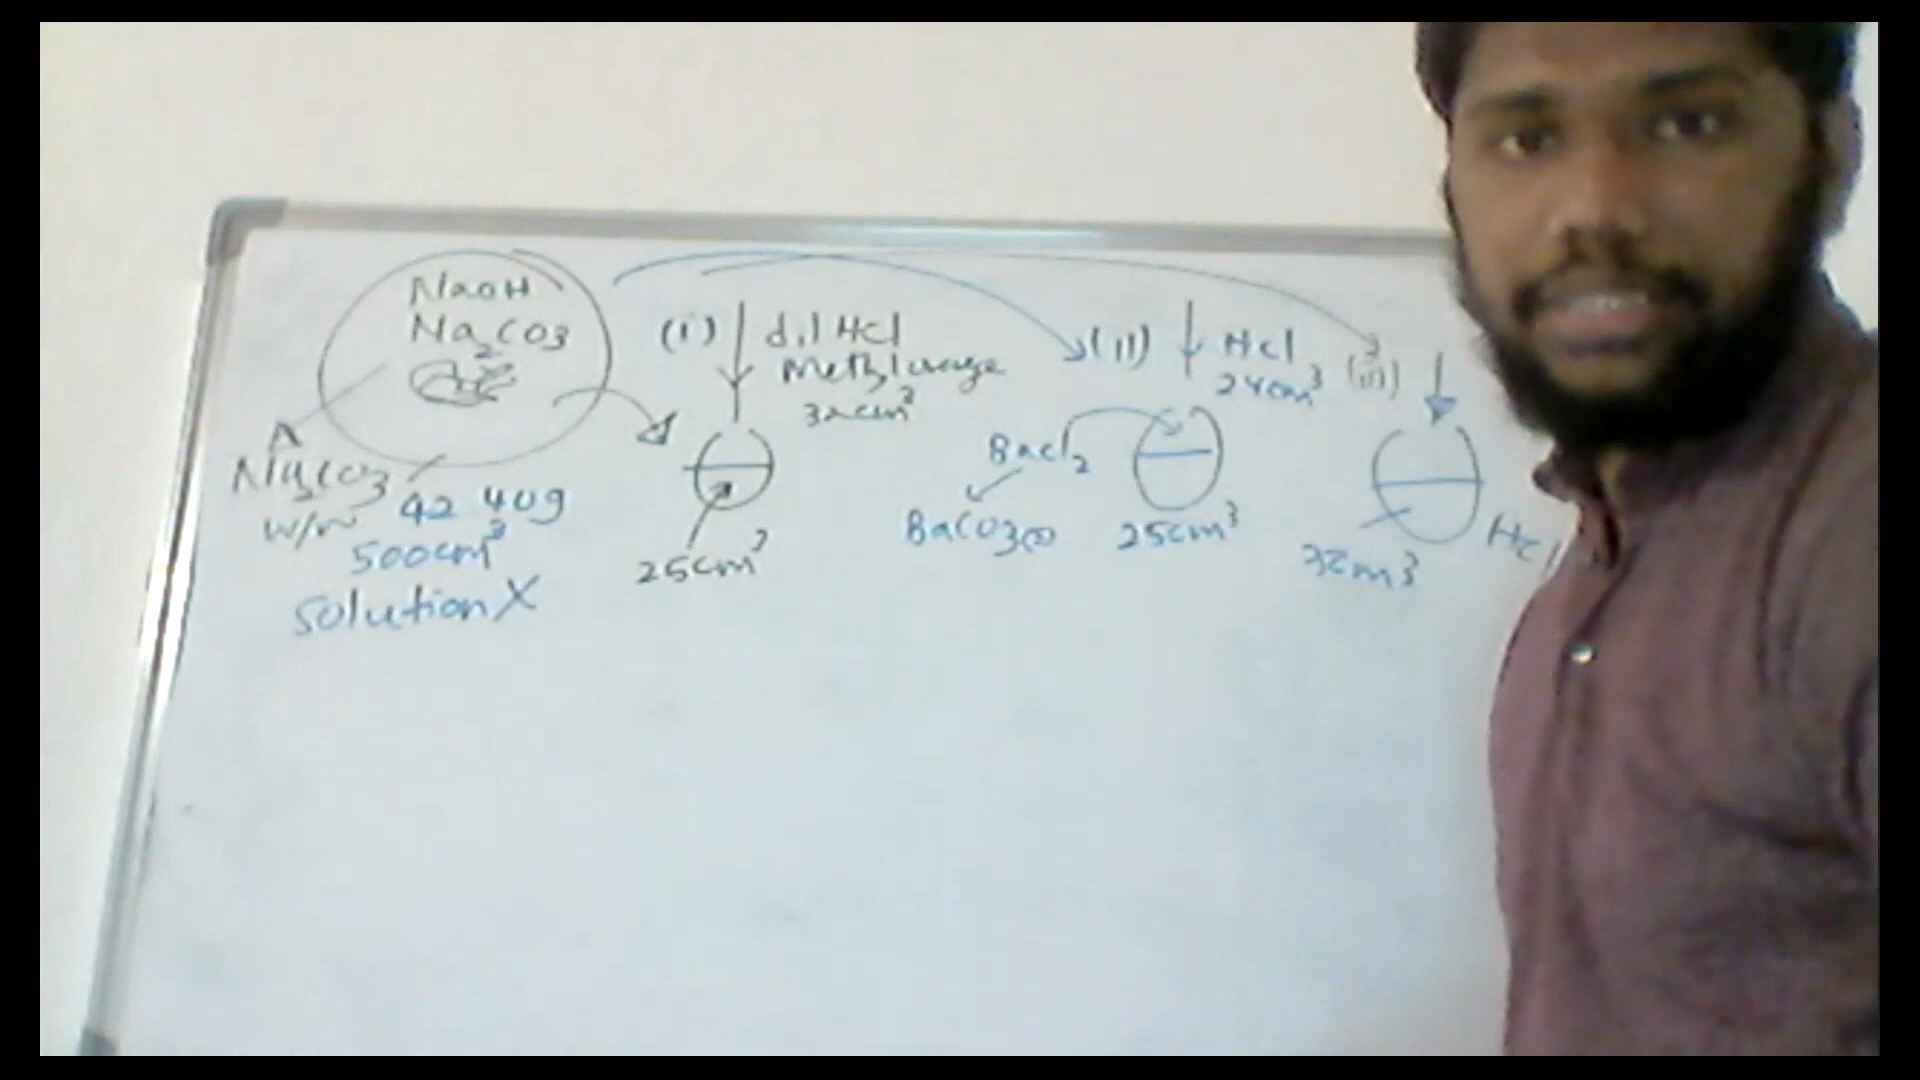 NaOH
Na2CO3
A
Na2CO3
w/w
42 40g
500cm3
solution X
(i) dil HCl
Methyl orange
32cm3
25cm3
(ii) HCl
24cm3
BaCl2
BaCO3(s)
25cm3
(iii)
HCl